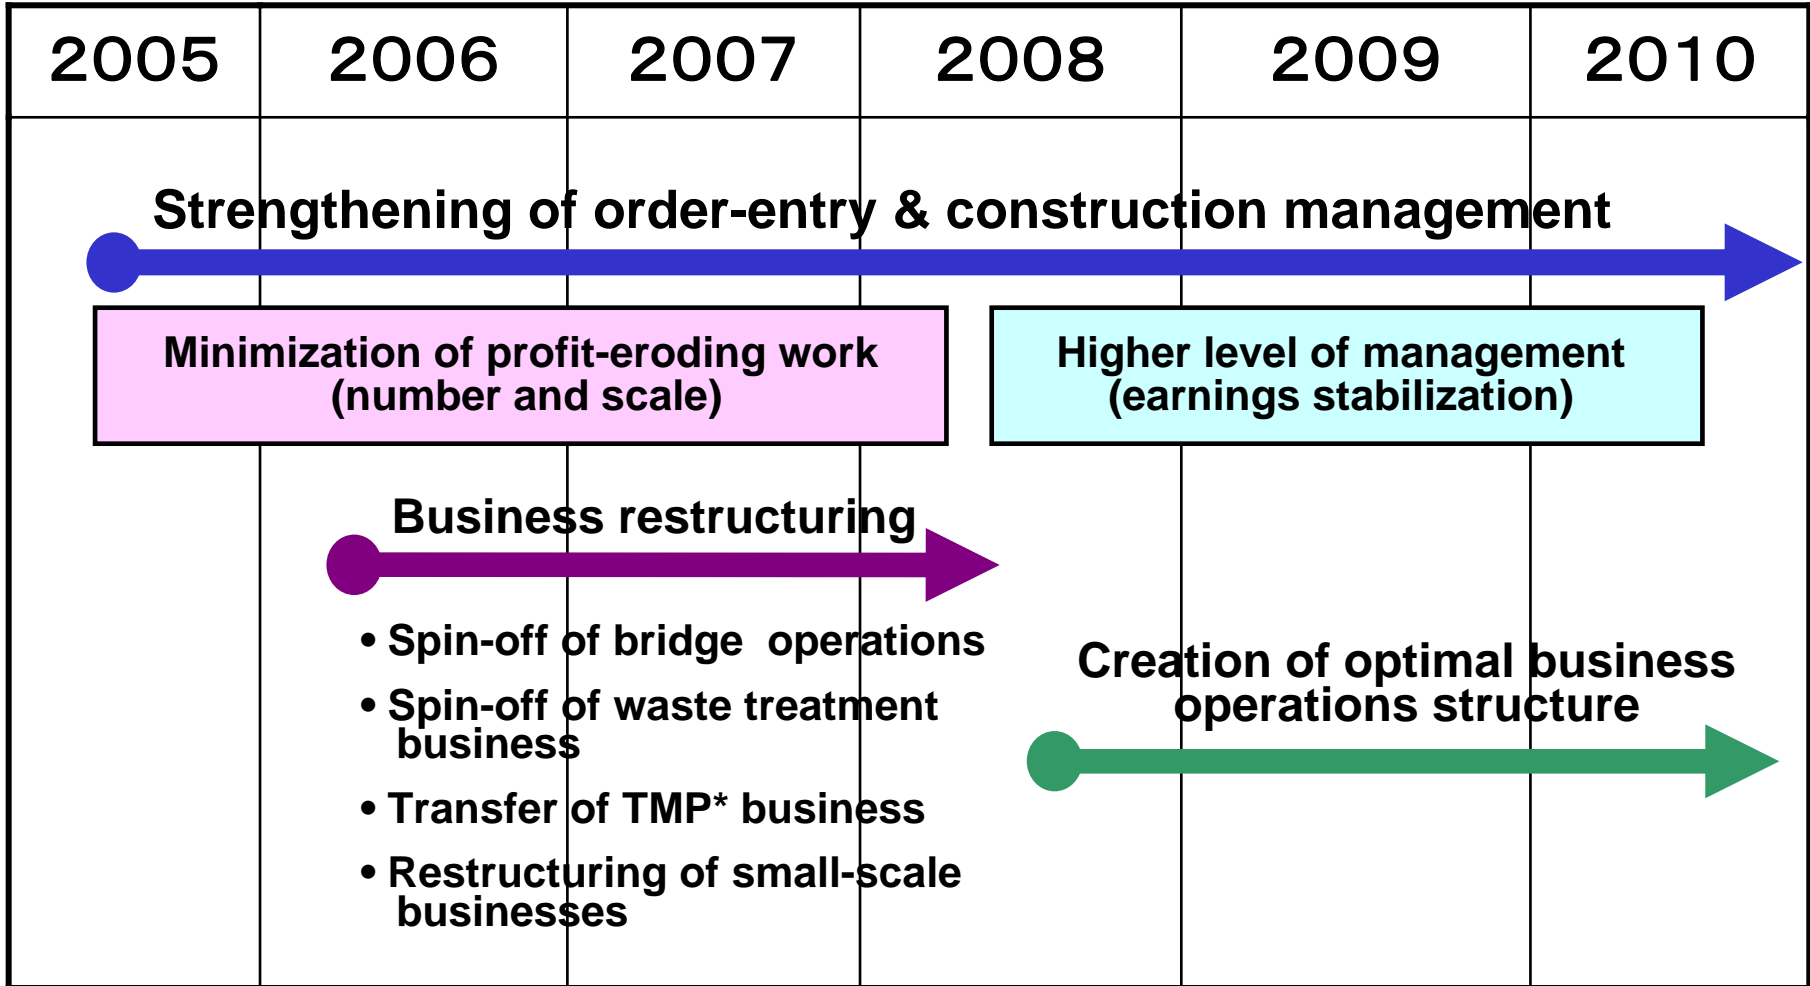 2005 2006 2007 2008 2009 2010
Strengthening of order-entry & construction management
Minimization of profit-eroding work
(number and scale)
Higher level of management
(earnings stabilization)
Business restructuring
• Spin-off of bridge operations
• Spin-off of waste treatment
business
• Transfer of TMP* business
• Restructuring of small-scale
businesses
Creation of optimal business
operations structure